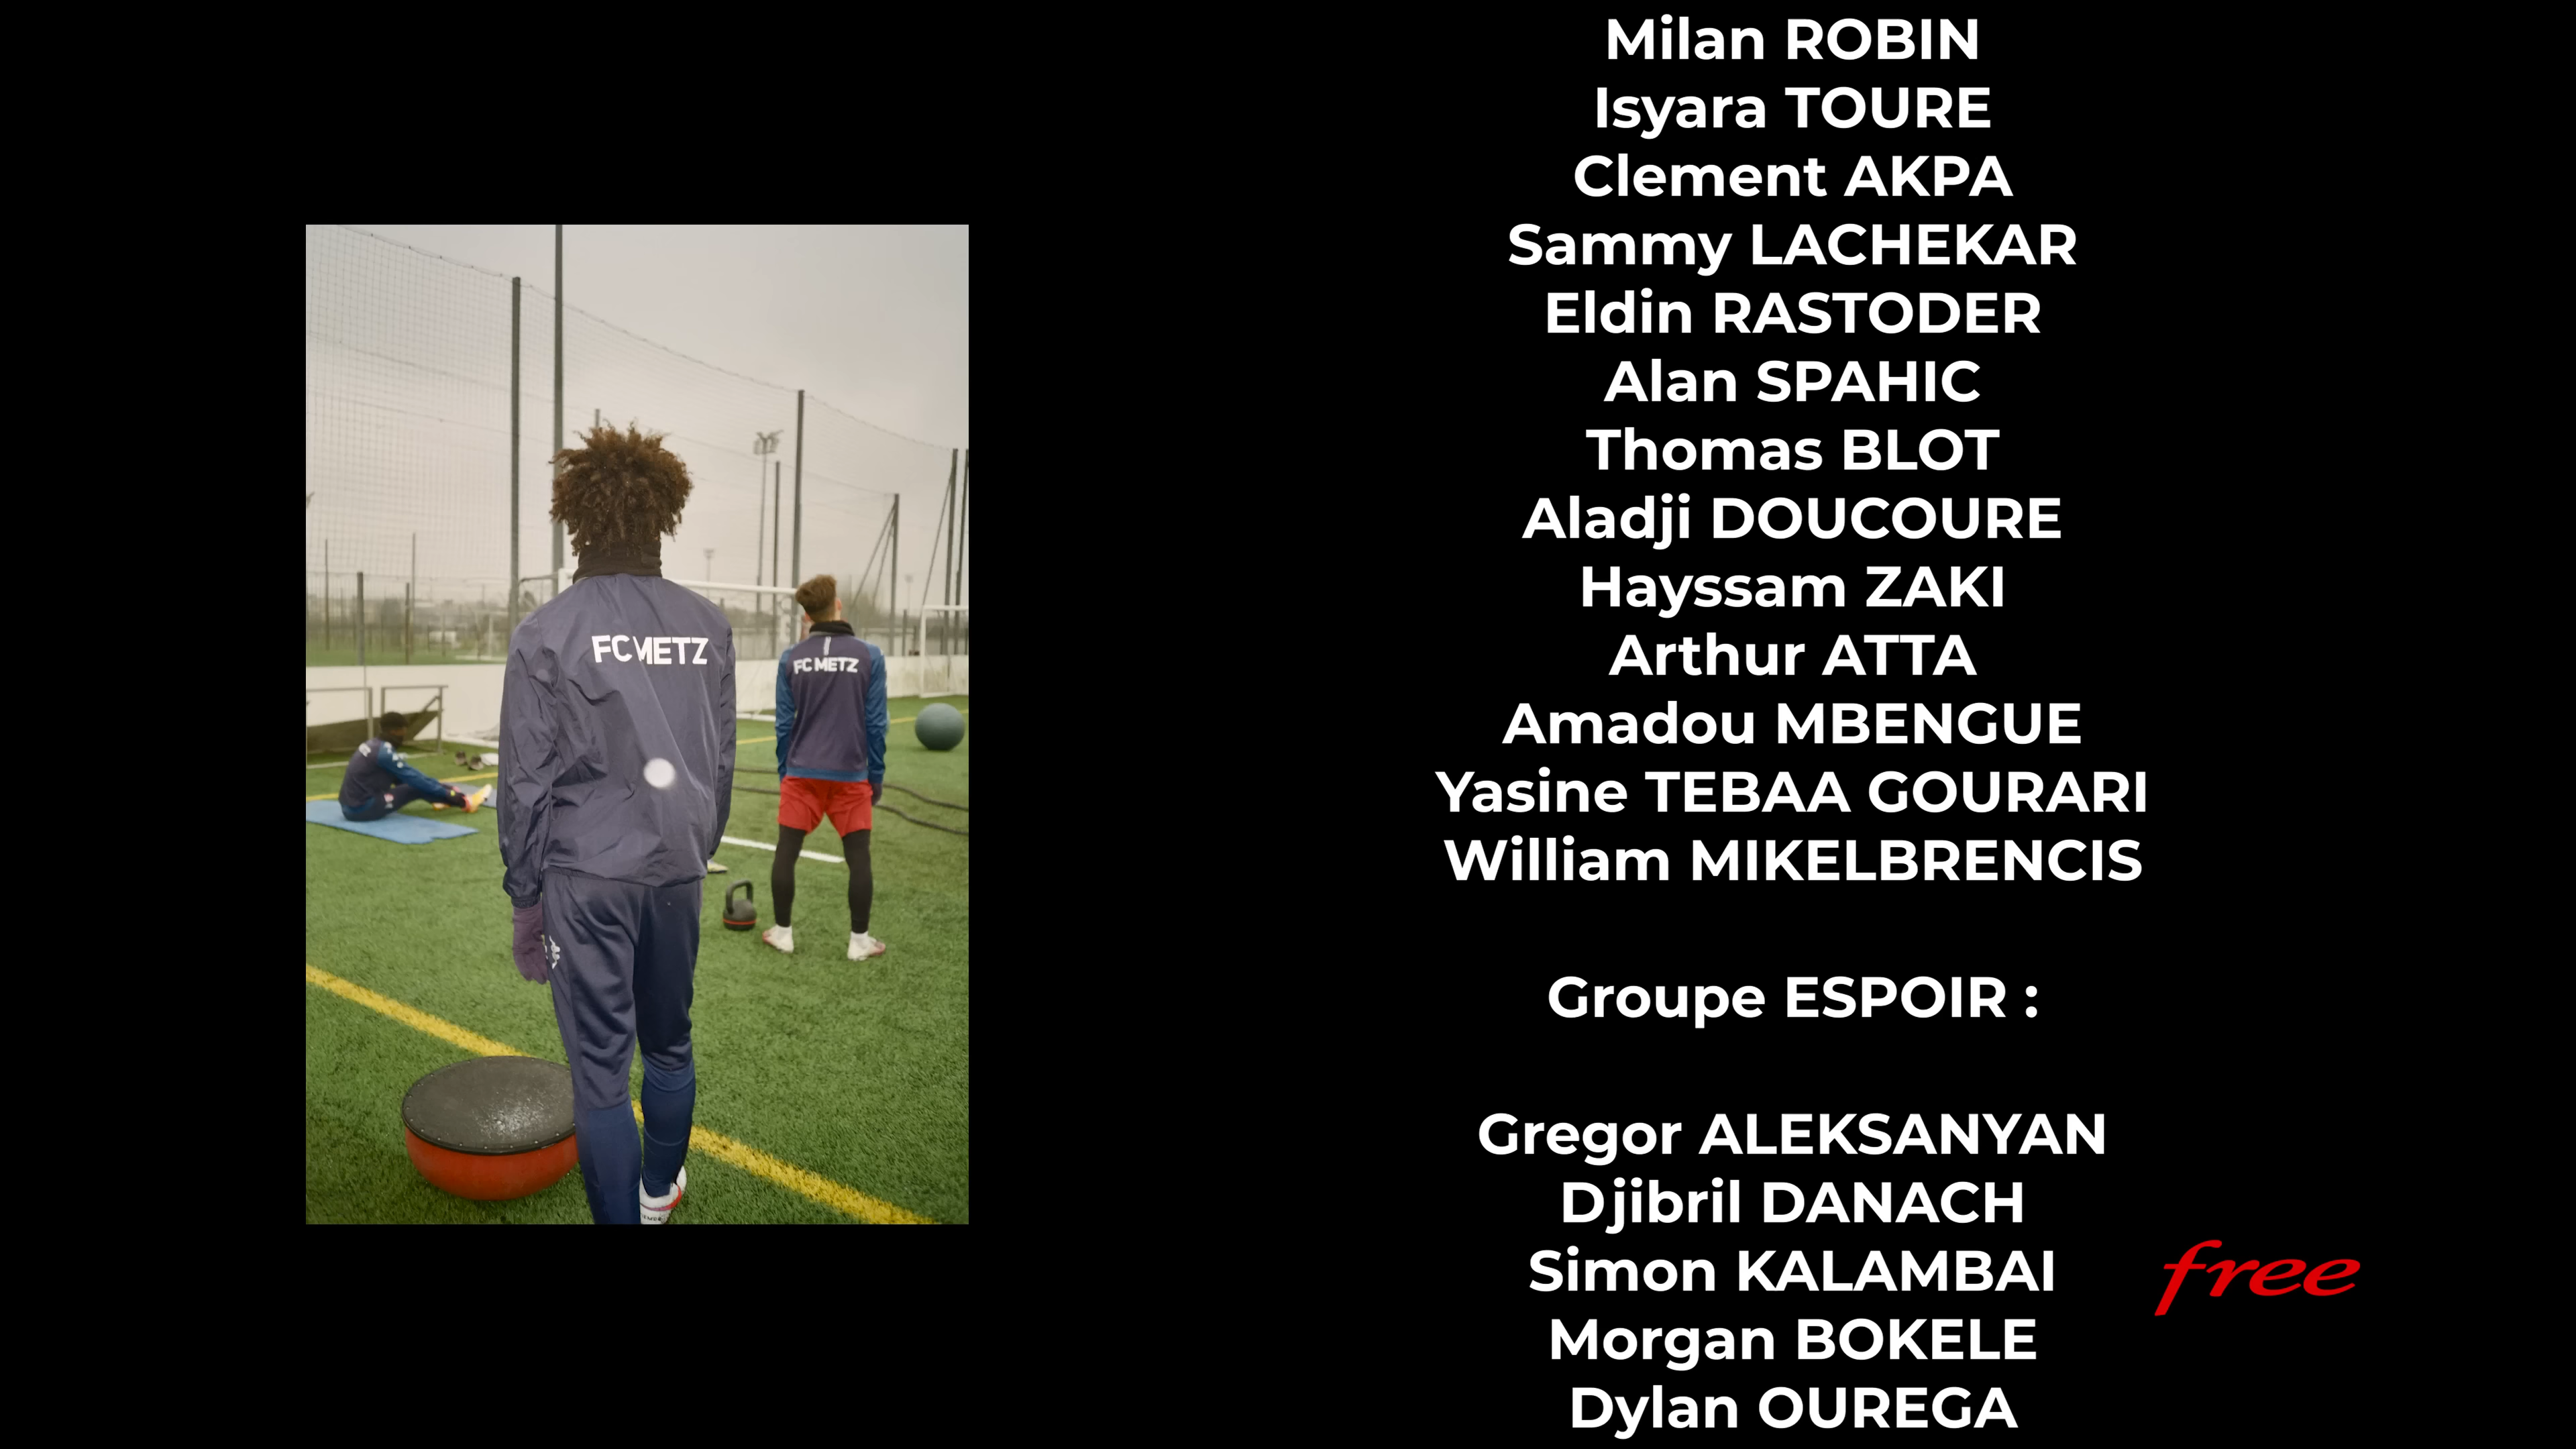 Milan ROBIN
Isyara TOURE
Clement AKPA
Sammy LACHEKAR
Eldin RASTODER
Alan SPAHIC
Thomas BLOT
Aladji DOUCOURE
Hayssam ZAKI
Arthur ATTA
Amadou MBENGUE
Yasine TEBAA GOURARI
William MIKELBRENCIS
Groupe ESPOIR :
Gregor ALEKSANYAN
Djibril DANACH
Simon KALAMBAI
Morgan BOKELE
Dylan OUREGA
FC METZ
FC METZ
free